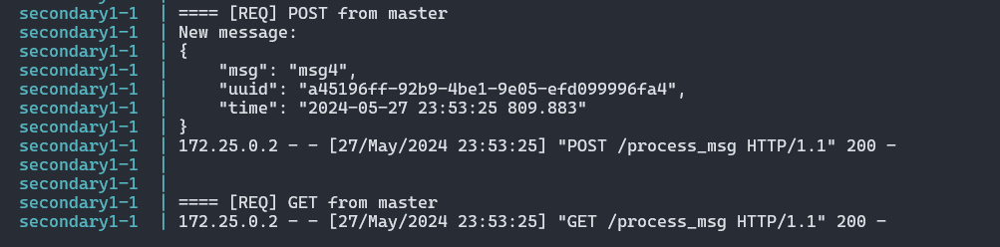 secondary1-1  | ==== [REQ] POST from master
secondary1-1  | New message:
secondary1-1  | {
secondary1-1  |     "msg": "msg4",
secondary1-1  |     "uuid": "a45196ff-92b9-4be1-9e05-efd099996fa4",
secondary1-1  |     "time": "2024-05-27 23:53:25 809.883"
secondary1-1  | }
secondary1-1  | 172.25.0.2 - - [27/May/2024 23:53:25] "POST /process_msg HTTP/1.1" 200 -
secondary1-1  |
secondary1-1  |
secondary1-1  | ==== [REQ] GET from master
secondary1-1  | 172.25.0.2 - - [27/May/2024 23:53:25] "GET /process_msg HTTP/1.1" 200 -